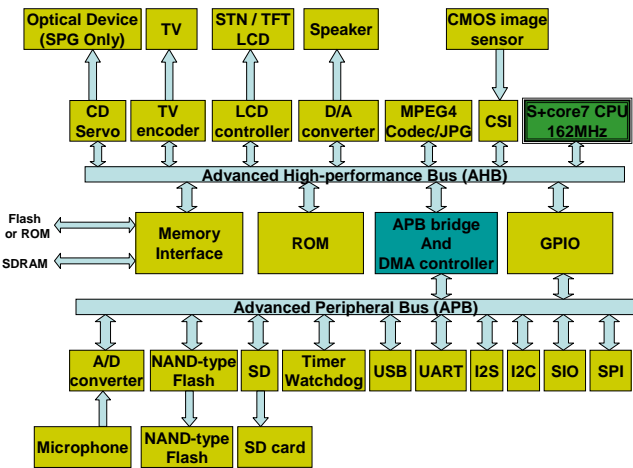 Optical Device
(SPG Only)
TV
STN / TFT
LCD
Speaker
CMOS image
sensor
CD
Servo
TV
encoder
LCD
controller
D/A
converter
MPEG4
Codec/JPG
CSI
S+core7 CPU
162MHz
Advanced High-performance Bus (AHB)
Flash
or ROM
SDRAM
Memory
Interface
ROM
APB bridge
And
DMA controller
GPIO
Advanced Peripheral Bus (APB)
A/D
converter
NAND-type
Flash
SD
Timer
Watchdog
USB
UART
I2S
I2C
SIO
SPI
Microphone
NAND-type
Flash
SD card